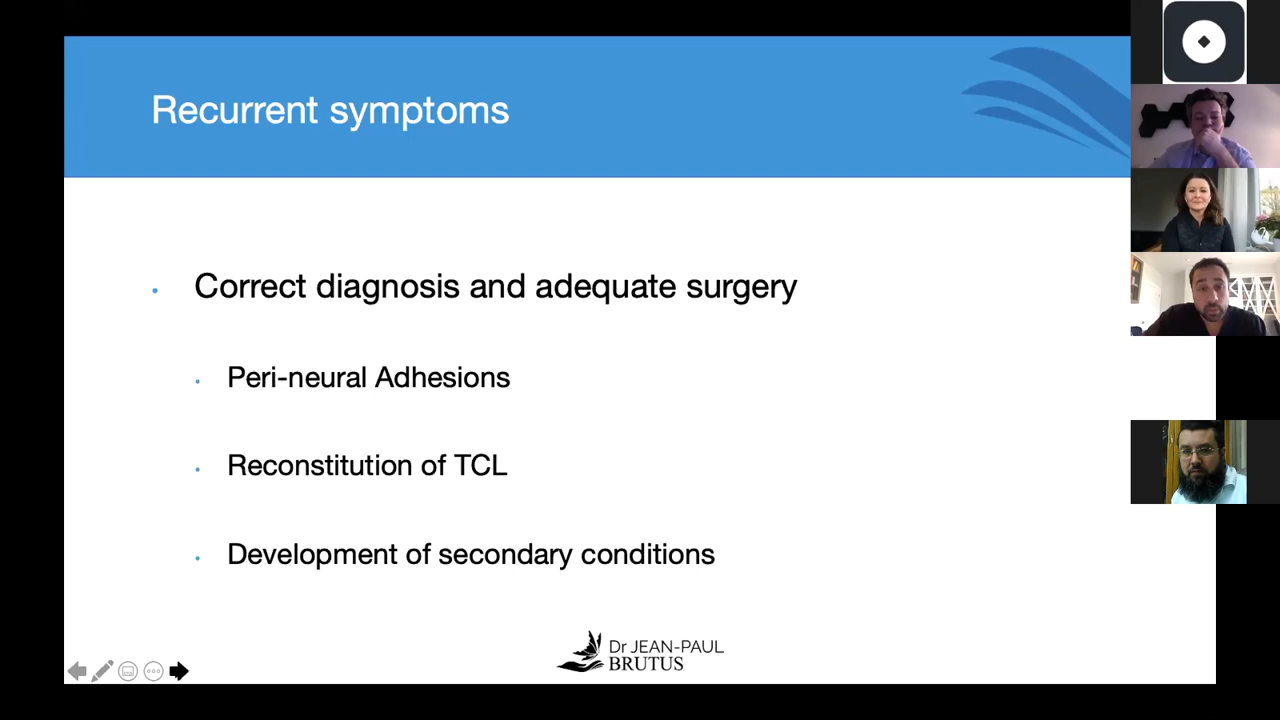 Recurrent symptoms
Correct diagnosis and adequate surgery
Peri-neural Adhesions
Reconstitution of TCL
Development of secondary conditions
Dr JEAN-PAUL
BRUTUS